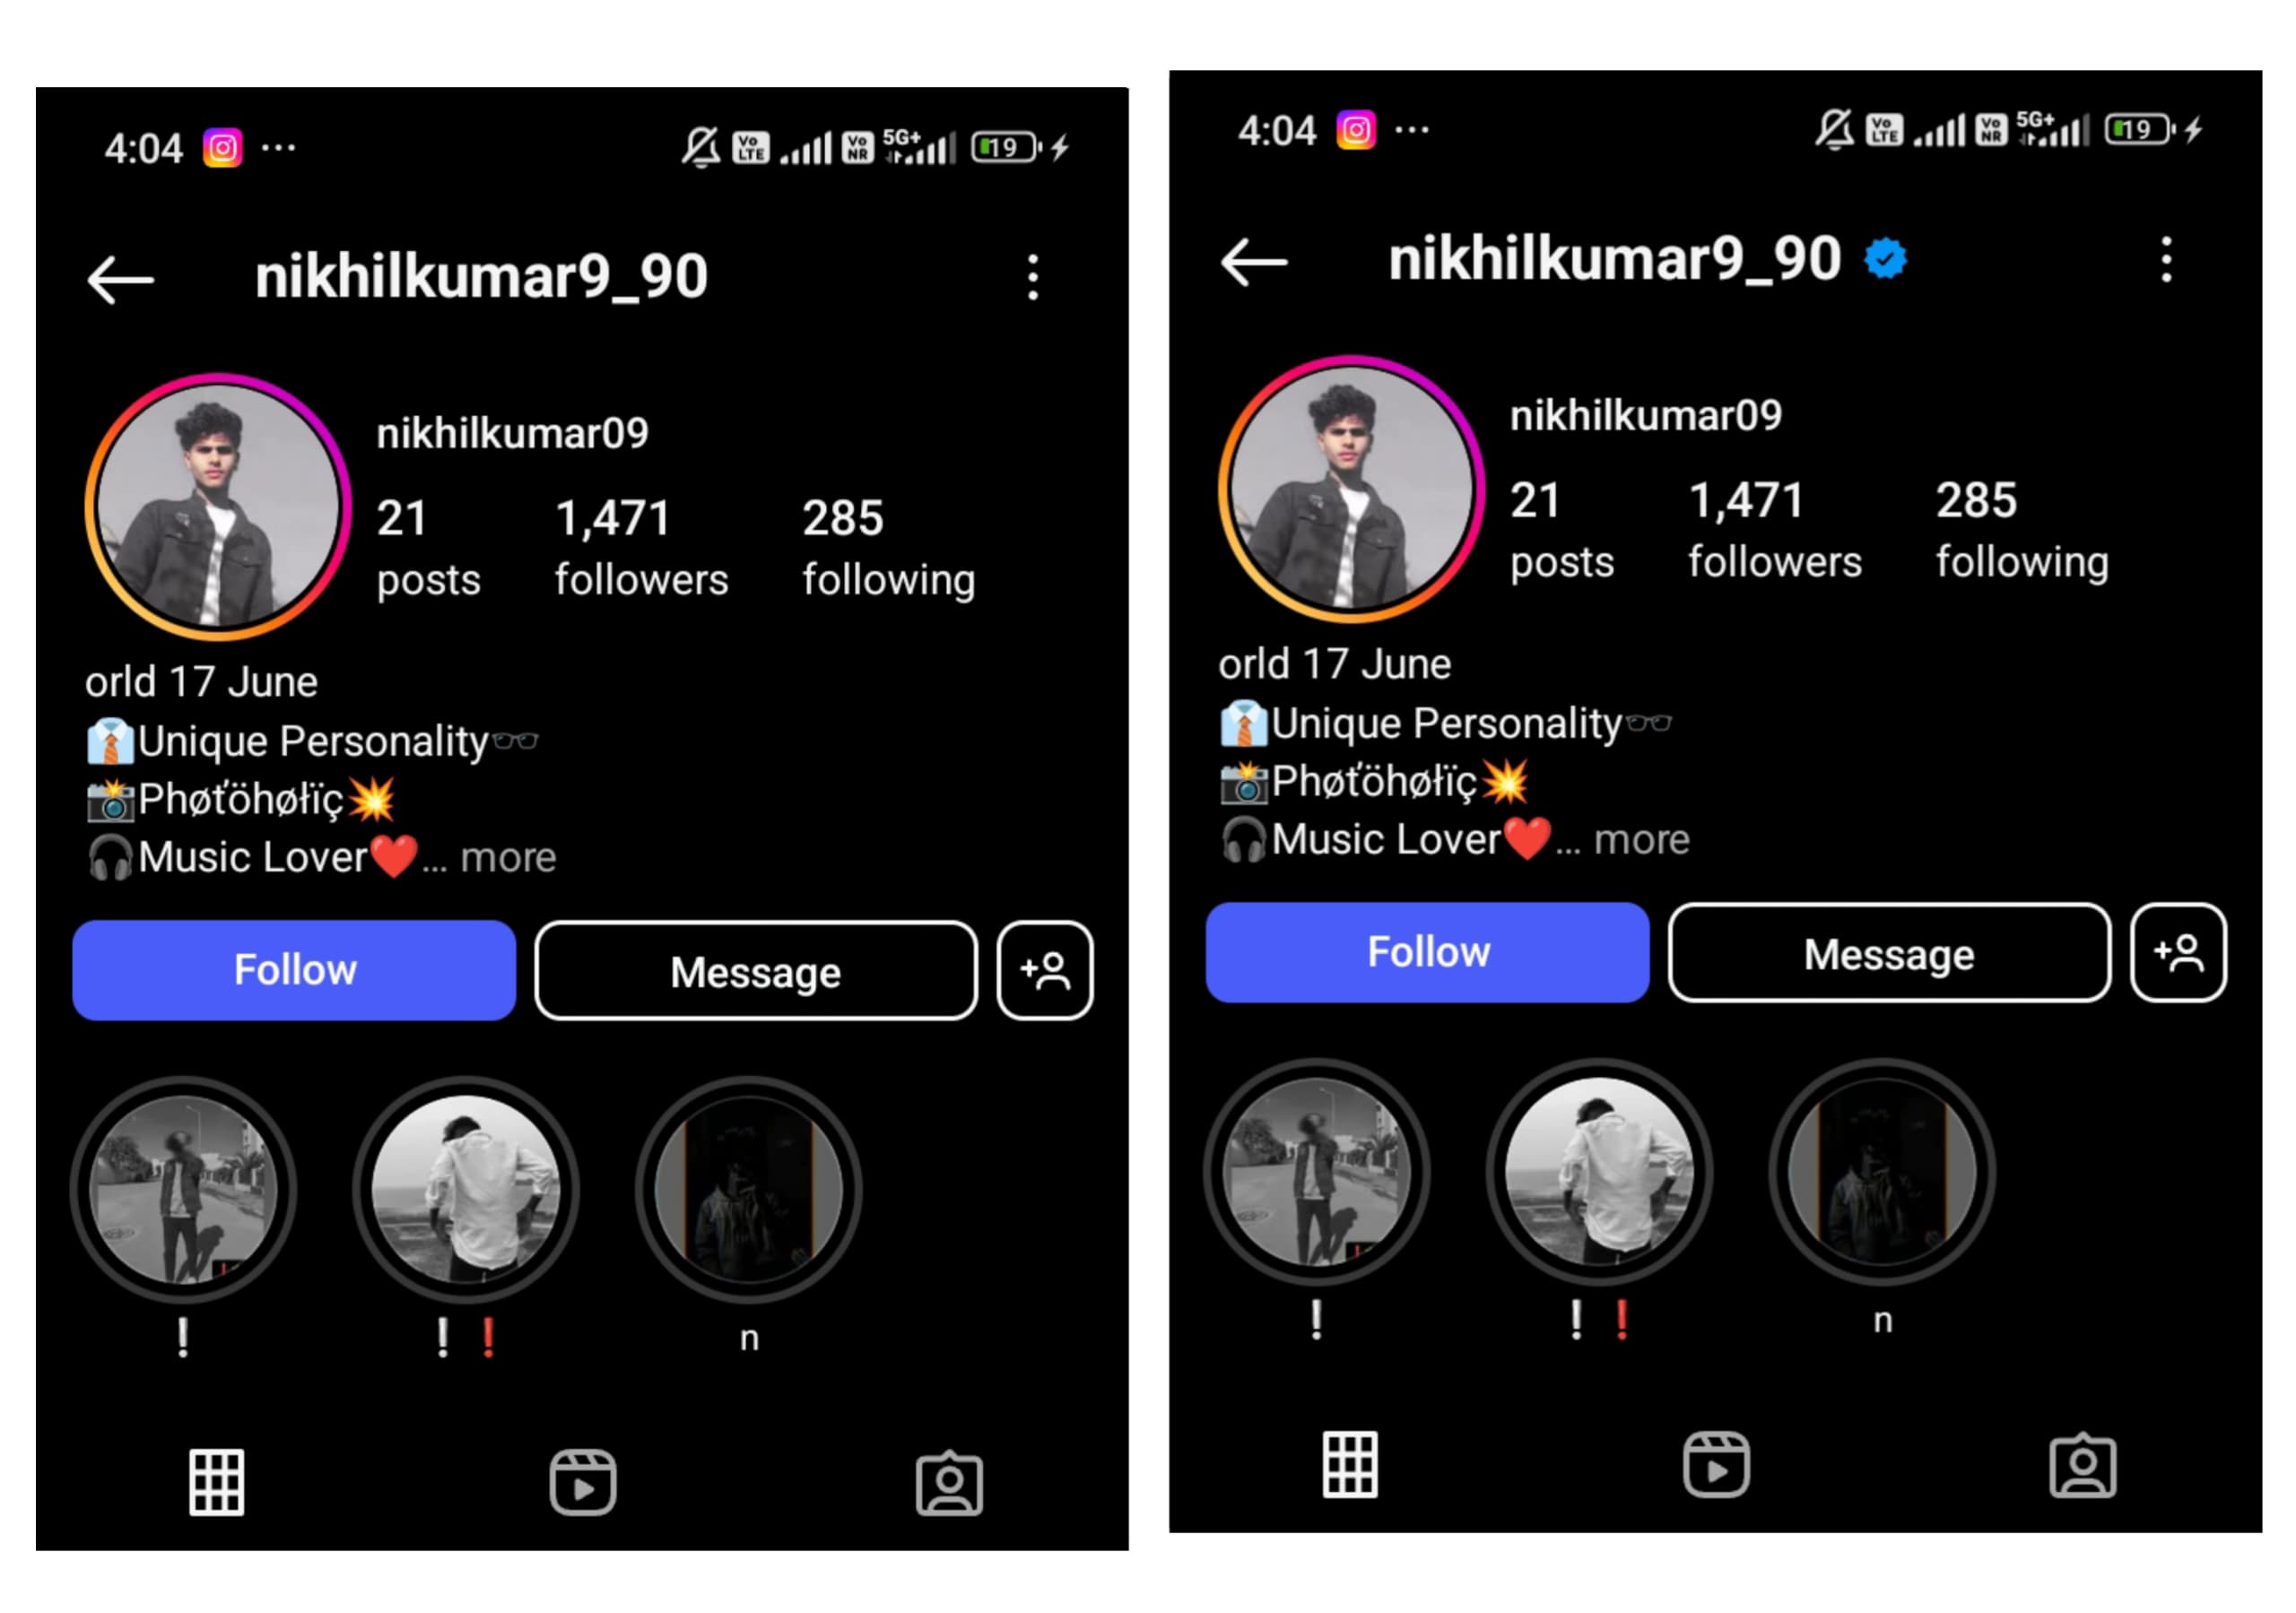 4:04 ... Vo LTE Vo NR 5G+ 19
nikhilkumar9_90
nikhilkumar09
21 1,471 285
posts followers following
orld 17 June
👔Unique Personality🕶
📸Phøťöhøłïç💥
🎧Music Lover❤️... more
Follow Message
❕ ❕❗ n
4:04 ... Vo LTE Vo NR 5G+ 19
nikhilkumar9_90
nikhilkumar09
21 1,471 285
posts followers following
orld 17 June
👔Unique Personality🕶
📸Phøťöhøłïç💥
🎧Music Lover❤️... more
Follow Message
❕ ❕❗ n